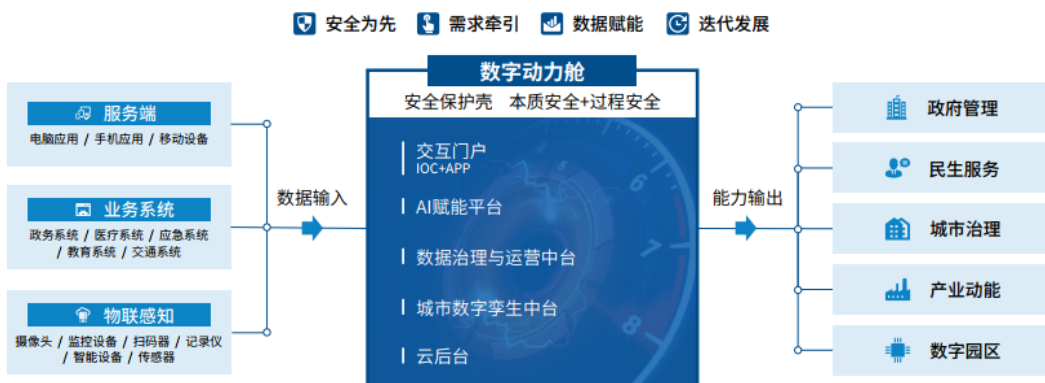 安全为先 需求牵引 数据赋能 迭代发展
数字动力舱
安全保护壳 本质安全+过程安全
服务端
电脑应用 / 手机应用 / 移动设备
业务系统
政务系统 / 医疗系统 / 应急系统
/ 教育系统 / 交通系统
物联感知
摄像头 / 监控设备 / 扫码器 / 记录仪
/ 智能设备 / 传感器
数据输入
交互门户
IOC+APP
AI赋能平台
数据治理与运营中台
城市数字孪生中台
云后台
5
6
7
8
能力输出
政府管理
民生服务
城市治理
产业动能
数字园区